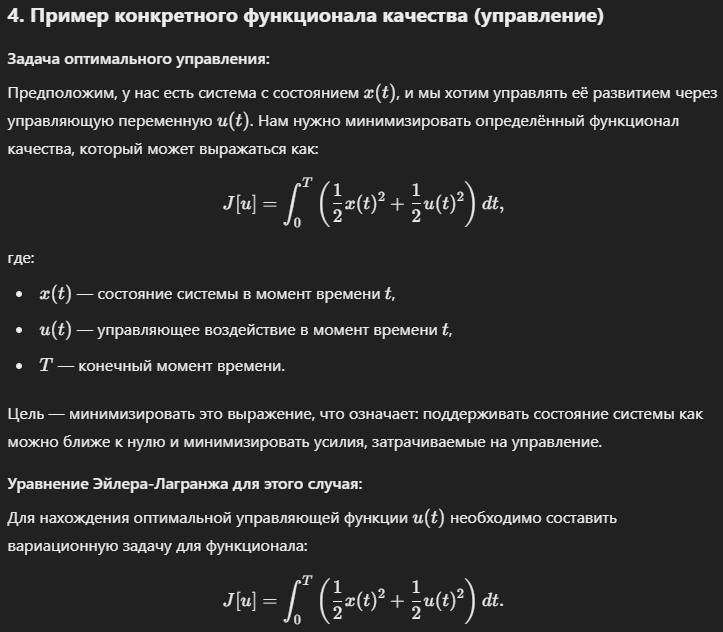 4. Пример конкретного функционала качества (управление)
Задача оптимального управления:
Предположим, у нас есть система с состоянием x(t), и мы хотим управлять её развитием через
управляющую переменную u(t). Нам нужно минимизировать определённый функционал
качества, который может выражаться как:
J[u] = ∫₀ᵀ (1/2 x(t)² + 1/2 u(t)²) dt,
где:
• x(t) — состояние системы в момент времени t,
• u(t) — управляющее воздействие в момент времени t,
• T — конечный момент времени.
Цель — минимизировать это выражение, что означает: поддерживать состояние системы как
можно ближе к нулю и минимизировать усилия, затрачиваемые на управление.
Уравнение Эйлера-Лагранжа для этого случая:
Для нахождения оптимальной управляющей функции u(t) необходимо составить
вариационную задачу для функционала:
J[u] = ∫₀ᵀ (1/2 x(t)² + 1/2 u(t)²) dt.